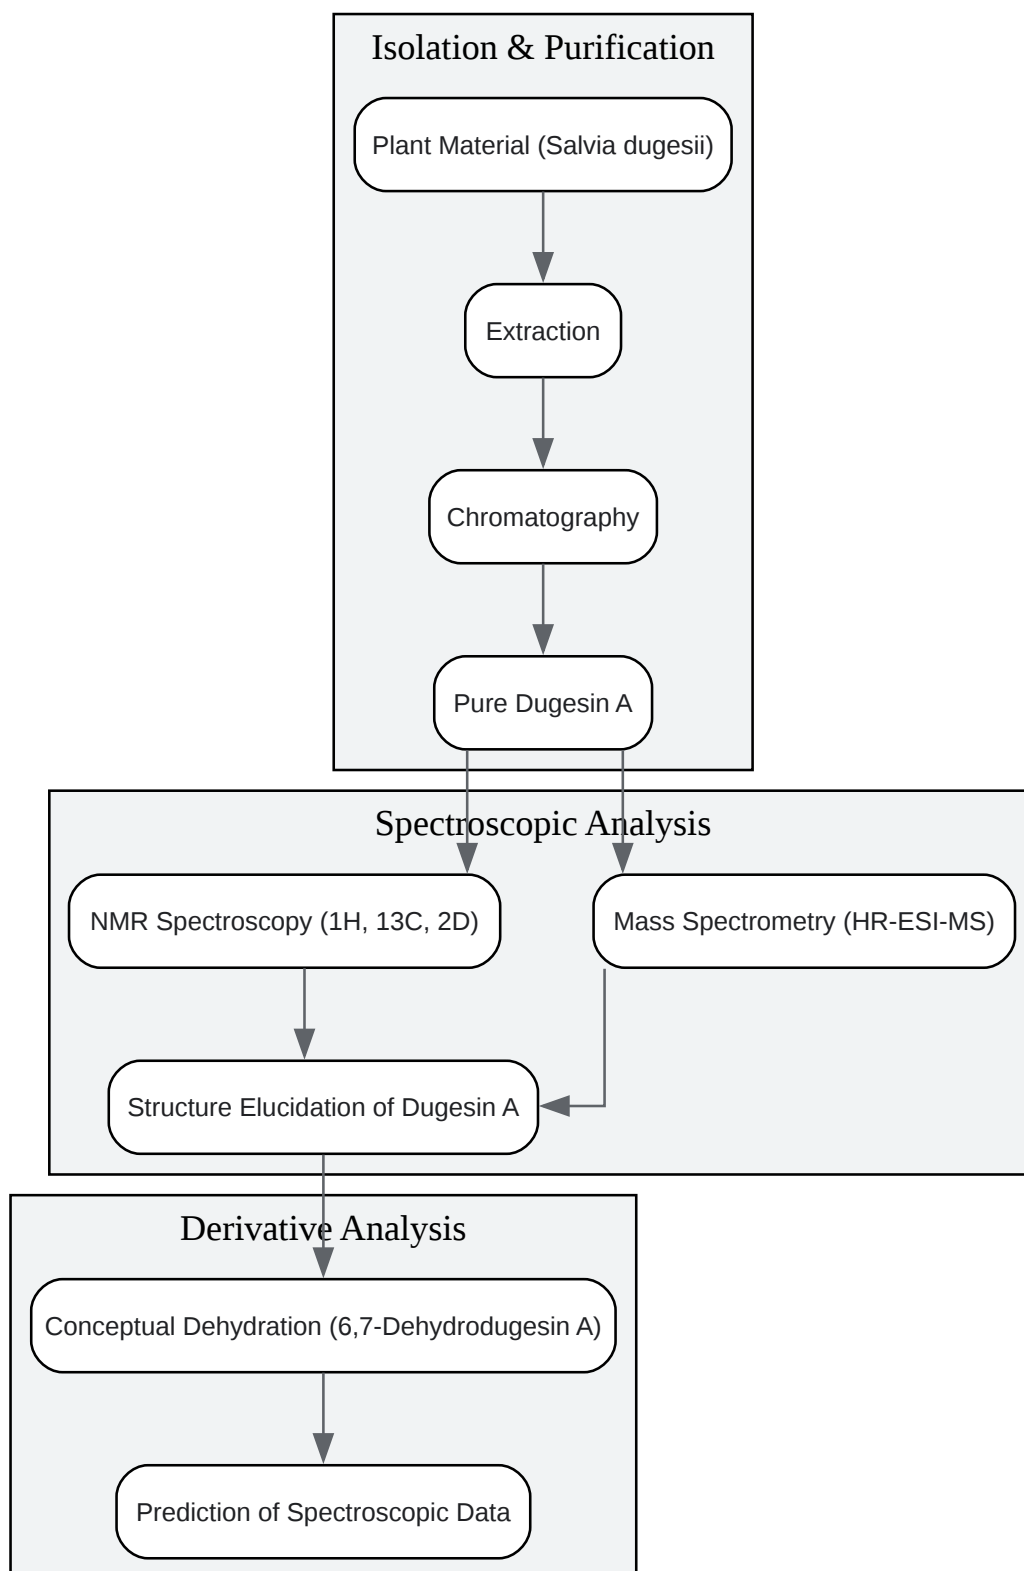 Isolation & Purification
Plant Material (Salvia dugesii)
Extraction
Chromatography
Pure Dugesin A
Spectroscopic Analysis
NMR Spectroscopy (1H, 13C, 2D)
Mass Spectrometry (HR-ESI-MS)
Structure Elucidation of Dugesin A
Derivative Analysis
Conceptual Dehydration (6,7-Dehydrodugesin A)
Prediction of Spectroscopic Data